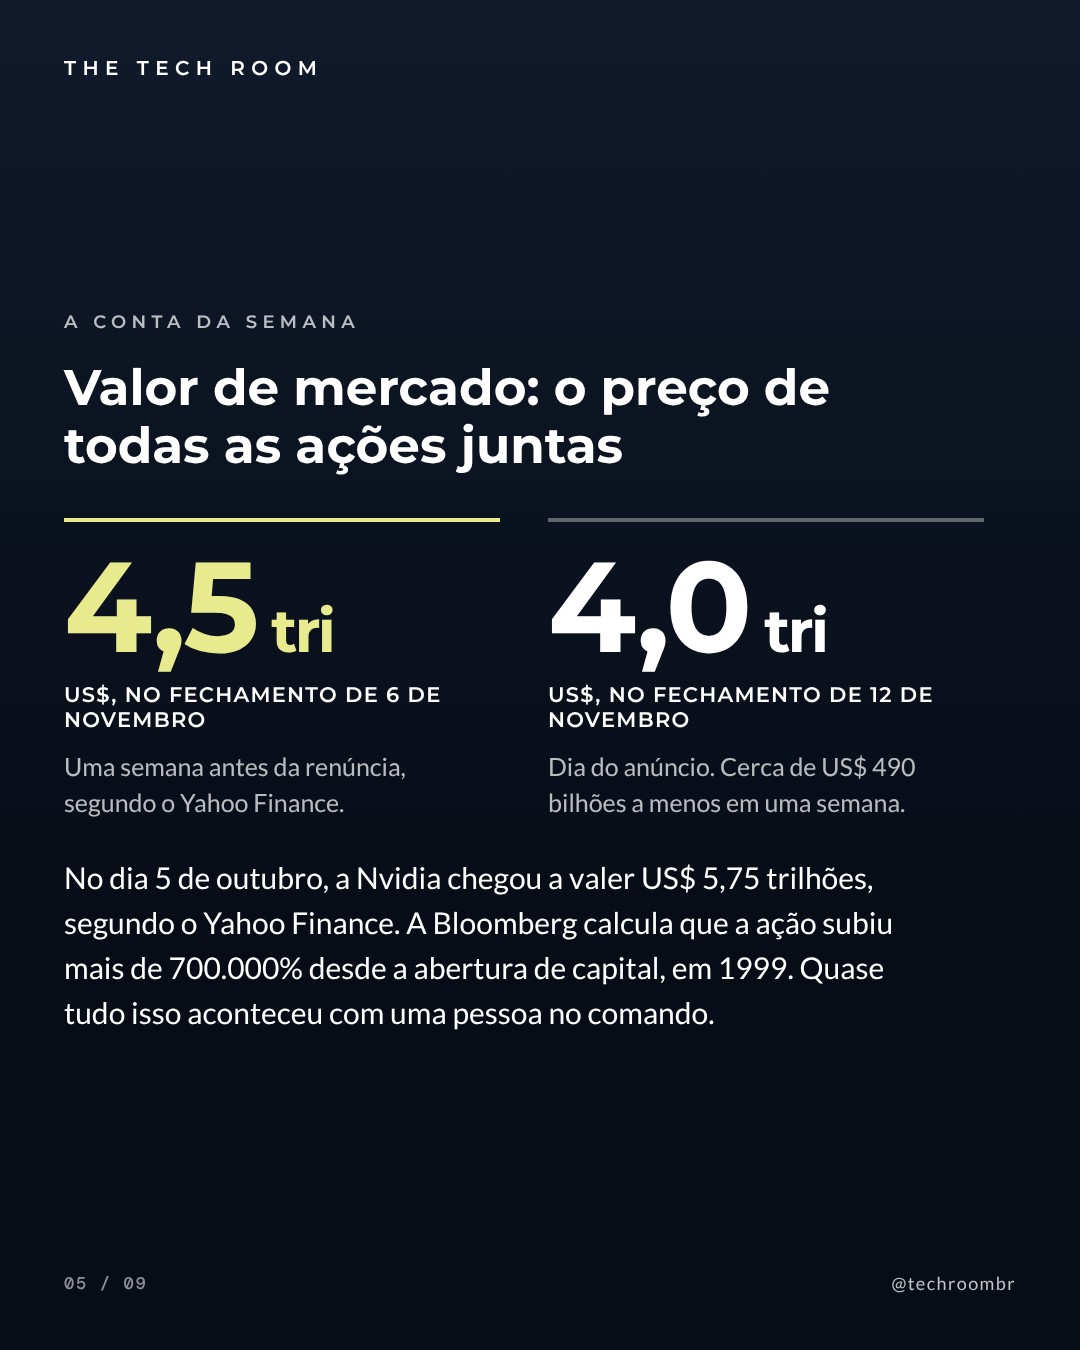 THE TECH ROOM
A CONTA DA SEMANA
Valor de mercado: o preço de
todas as ações juntas
4,5 tri
US$, NO FECHAMENTO DE 6 DE
NOVEMBRO
Uma semana antes da renúncia,
segundo o Yahoo Finance.
4,0 tri
US$, NO FECHAMENTO DE 12 DE
NOVEMBRO
Dia do anúncio. Cerca de US$ 490
bilhões a menos em uma semana.
No dia 5 de outubro, a Nvidia chegou a valer US$ 5,75 trilhões,
segundo o Yahoo Finance. A Bloomberg calcula que a ação subiu
mais de 700.000% desde a abertura de capital, em 1999. Quase
tudo isso aconteceu com uma pessoa no comando.
05 / 09
@techroombr